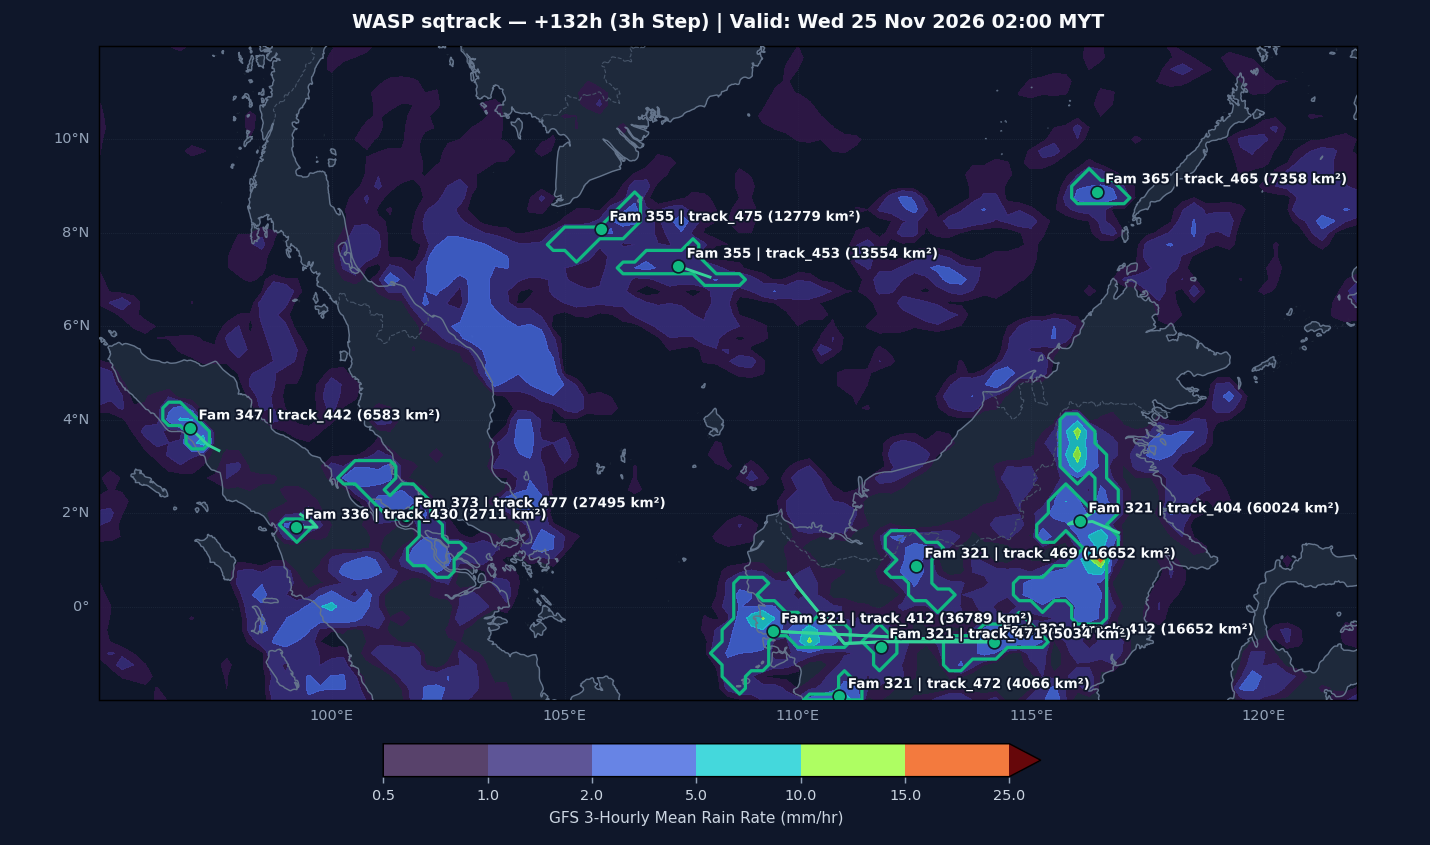 WASP sqtrack — +132h (3h Step) | Valid: Wed 25 Nov 2026 02:00 MYT
10°N
8°N
6°N
4°N
2°N
0°
Fam 365 | track_465 (7358 km²)
Fam 355 | track_475 (12779 km²)
Fam 355 | track_453 (13554 km²)
Fam 347 | track_442 (6583 km²)
Fam 373 | track_477 (27495 km²)
Fam 336 | track_430 (2711 km²)
Fam 321 | track_404 (60024 km²)
Fam 321 | track_469 (16652 km²)
Fam 321 | track_412 (36789 km²)
321 | track_412 (16652 km²)
Fam 321 | track_471 (5034 km²)
Fam 321 | track_472 (4066 km²)
100°E 105°E 110°E 115°E 120°E
0.5 1.0 2.0 5.0 10.0 15.0 25.0
GFS 3-Hourly Mean Rain Rate (mm/hr)